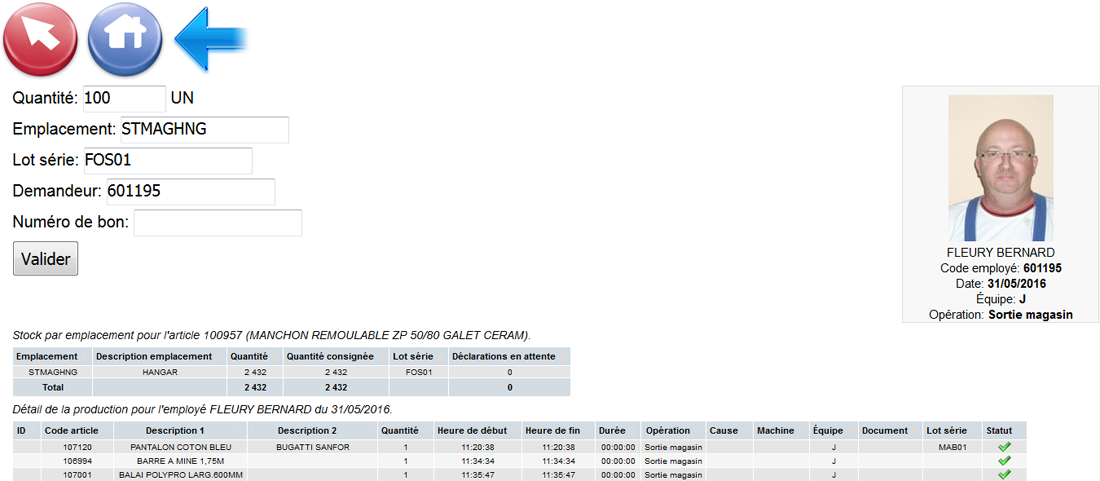 Quantité: 100 UN
Emplacement: STMAGHNG
Lot série: FOS01
Demandeur: 601195
Numéro de bon:
Valider
FLEURY BERNARD
Code employé: 601195
Date: 31/05/2016
Équipe: J
Opération: Sortie magasin
Stock par emplacement pour l'article 100957 (MANCHON REMOULABLE ZP 50/80 GALET CERAM).
Emplacement Description emplacement Quantité Quantité consignée Lot série Déclarations en attente
STMAGHNG HANGAR 2 432 2 432 FOS01 0
Total 2 432 2 432 0
Détail de la production pour l'employé FLEURY BERNARD du 31/05/2016.
ID Code article Description 1 Description 2 Quantité Heure de début Heure de fin Durée Opération Cause Machine Équipe Document Lot série Statut
107120 PANTALON COTON BLEU BUGATTI SANFOR 1 11:20:38 11:20:38 00:00:00 Sortie magasin J MAB01
106994 BARRE A MINE 1,75M 1 11:34:34 11:34:34 00:00:00 Sortie magasin J
107001 BALAI POLYPRO LARG.600MM 1 11:35:47 11:35:47 00:00:00 Sortie magasin J